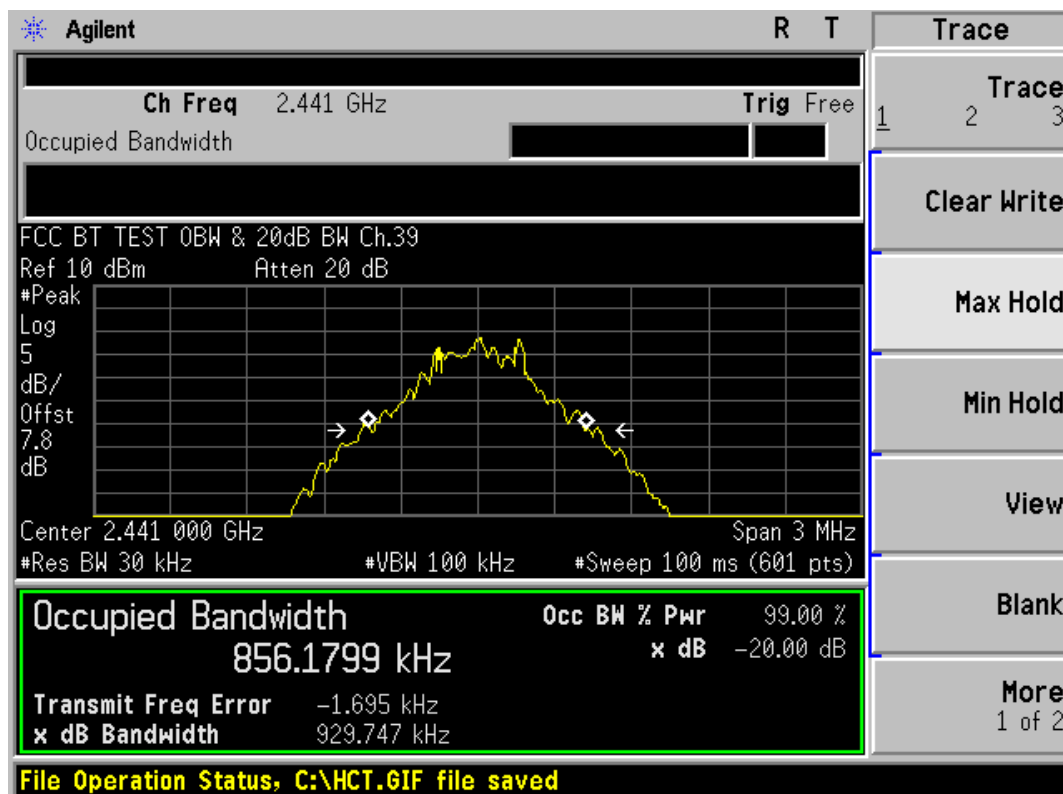 Agilent R T
Ch Freq 2.441 GHz Trig Free
Occupied Bandwidth
FCC BT TEST OBW & 20dB BW Ch.39
Ref 10 dBm Atten 20 dB
#Peak
Log
5
dB/
Offst
7.8
dB
Center 2.441 000 GHz Span 3 MHz
#Res BW 30 kHz #VBW 100 kHz #Sweep 100 ms (601 pts)
Occupied Bandwidth
856.1799 kHz
Occ BW % Pwr 99.00 %
x dB -20.00 dB
Transmit Freq Error -1.695 kHz
x dB Bandwidth 929.747 kHz
File Operation Status, C:\HCT.GIF file saved
Trace
Trace
1 2 3
Clear Write
Max Hold
Min Hold
View
Blank
More
1 of 2